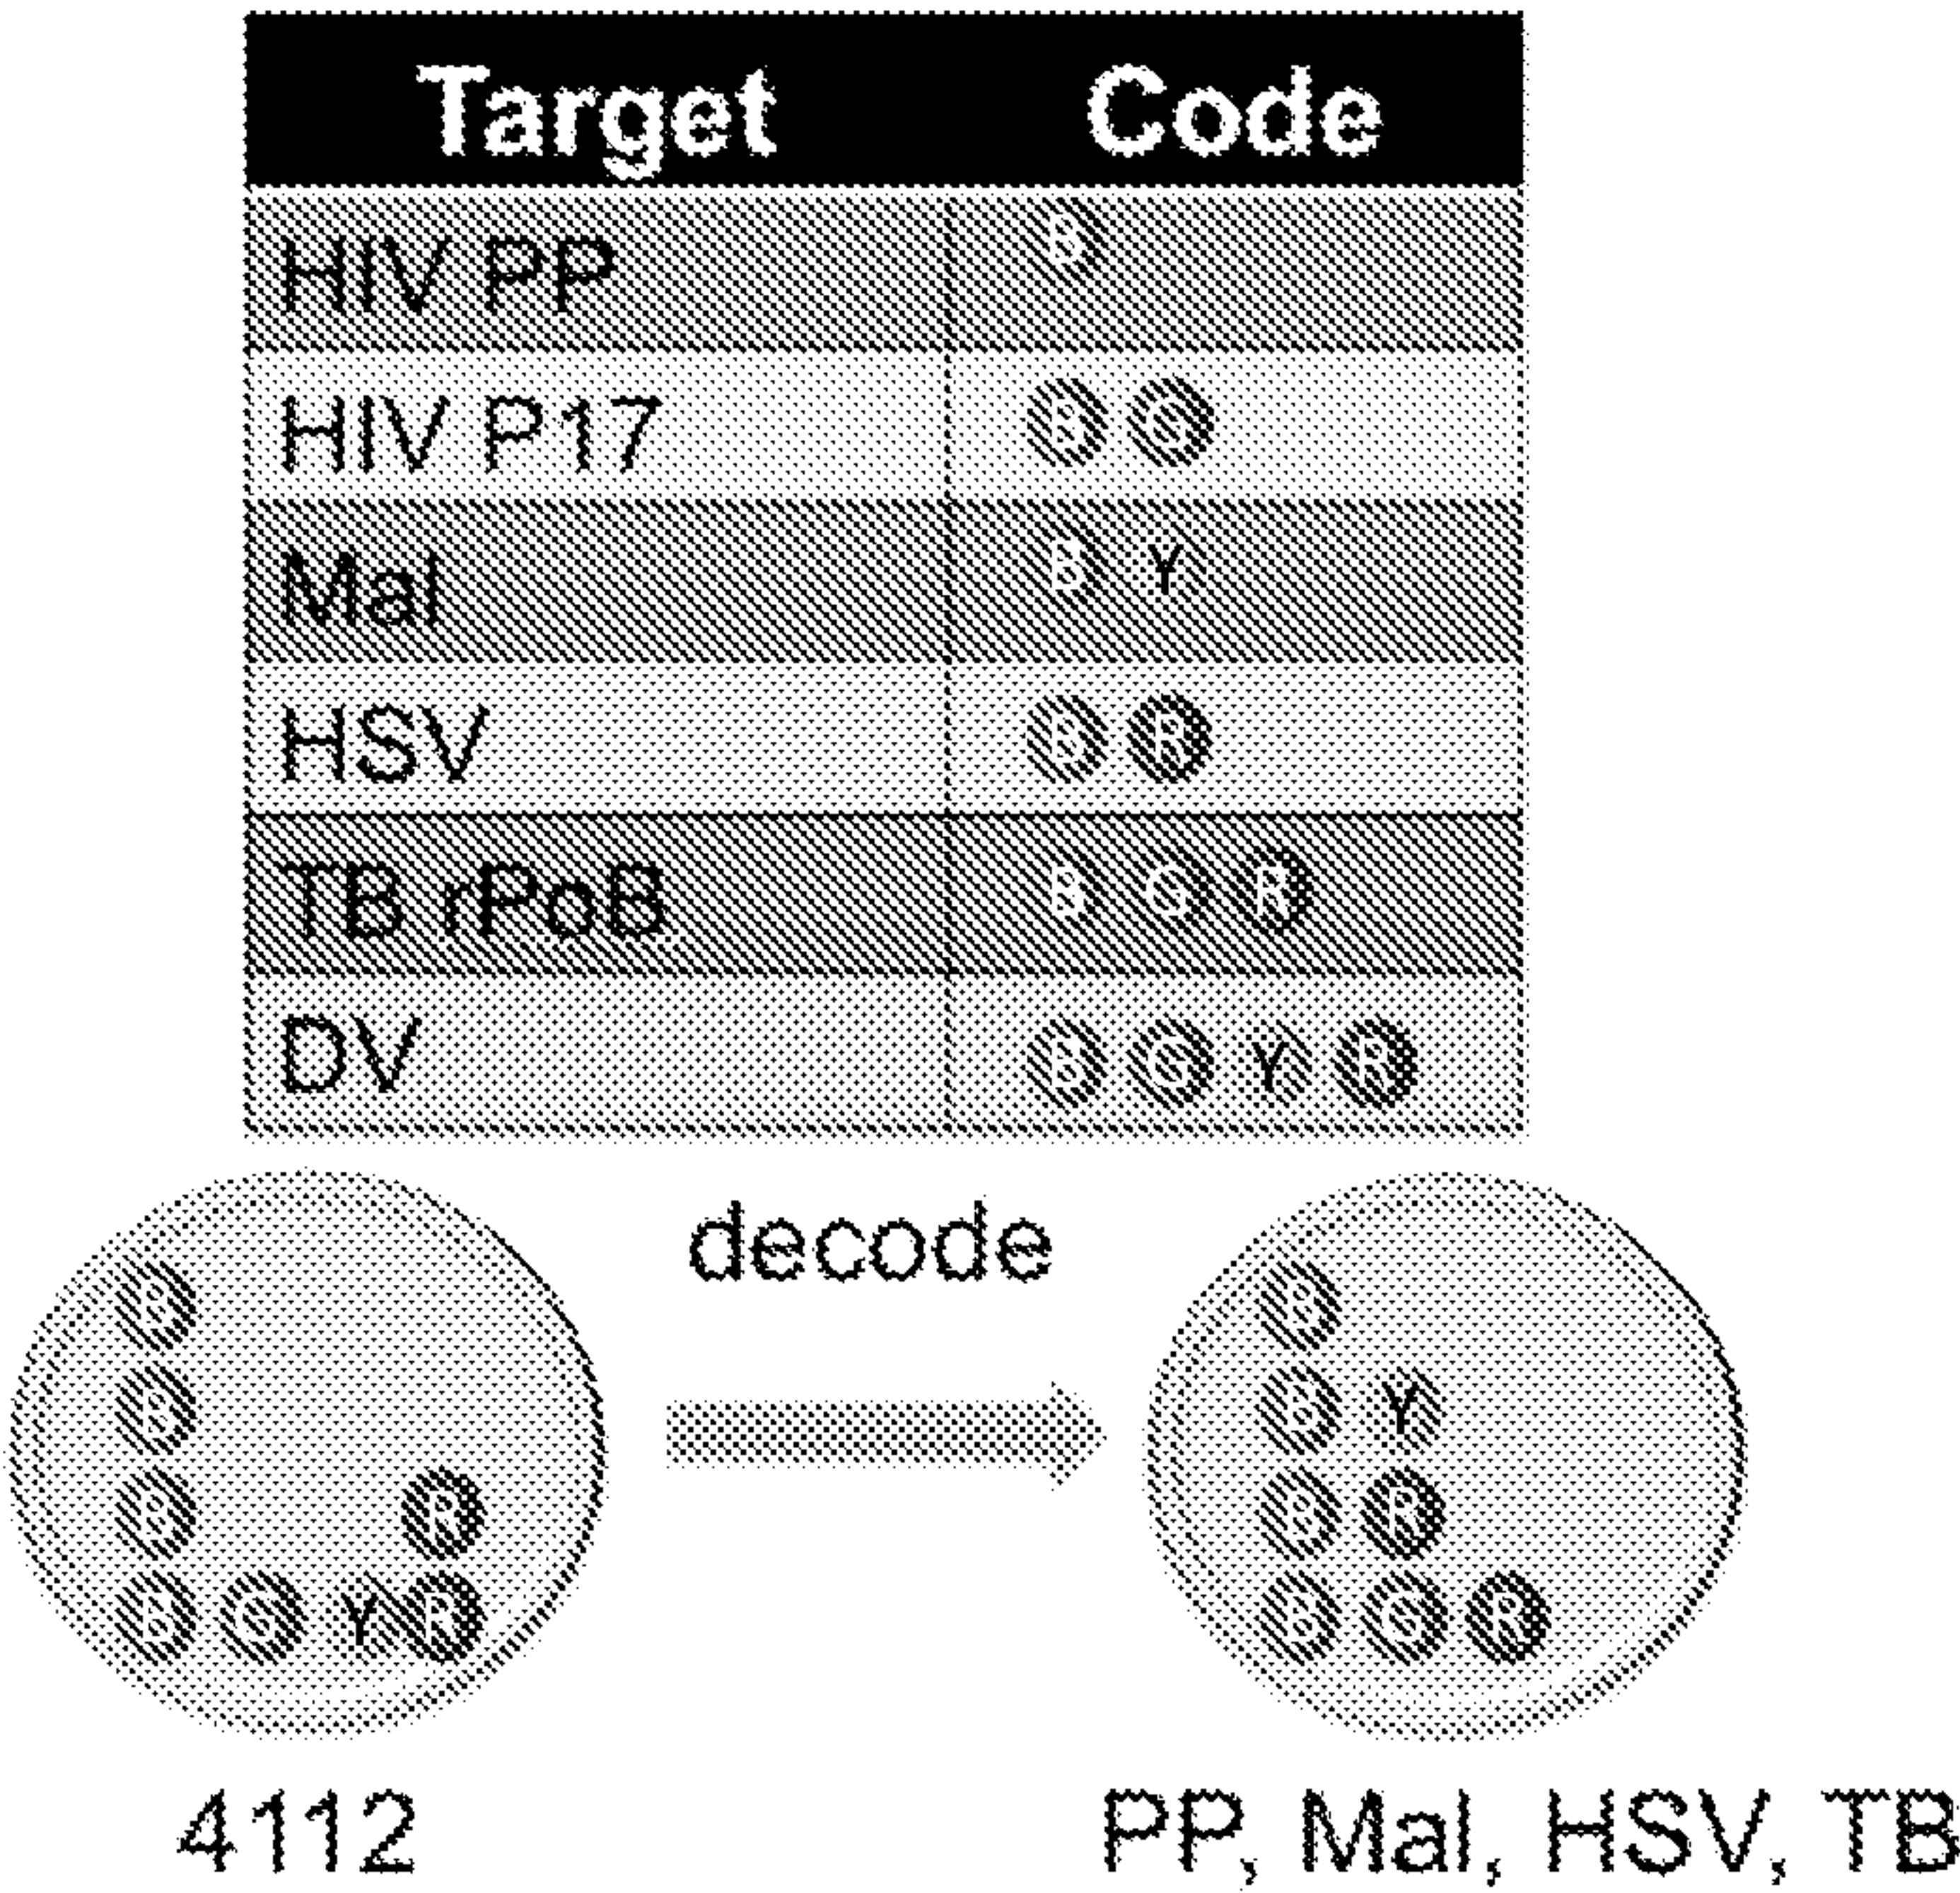 Target Code
HIV PP B
HIV P17 B G
Mal B Y
HSV B R
TB rPoB B G R
DV B G Y R
decode
B
B
B R
B G Y R
B
B Y
B R
B G R
4112
PP, Mal, HSV, TB